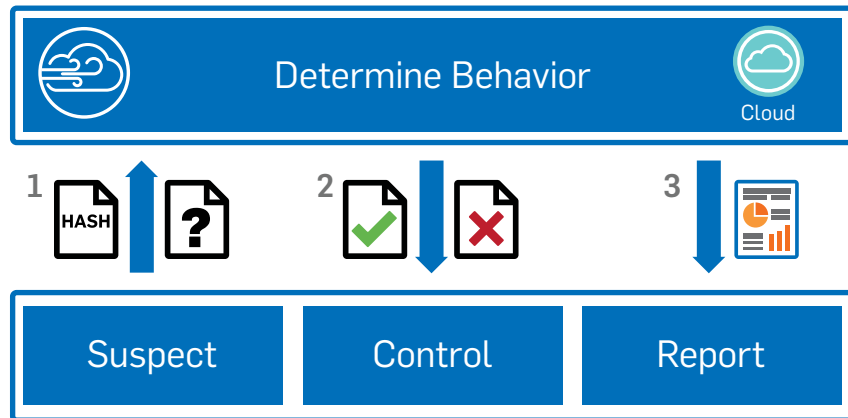 Determine Behavior
Cloud
1
HASH
?
2
3
Suspect
Control
Report